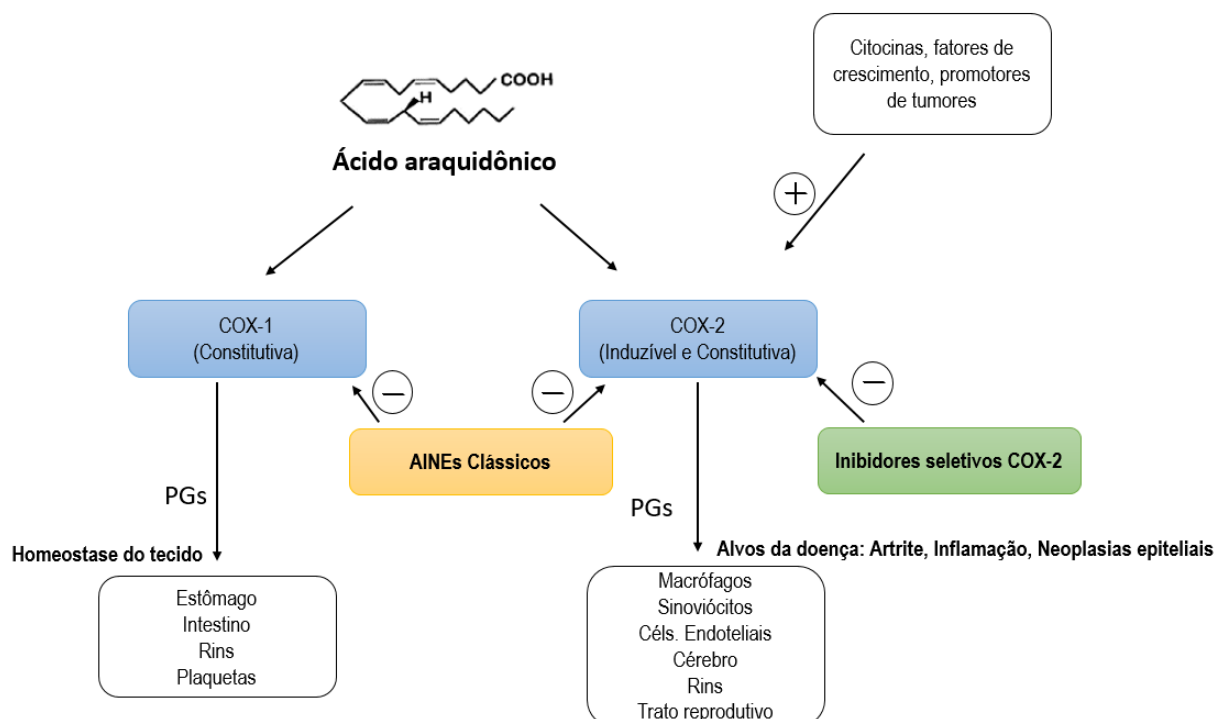 Citocinas, fatores de
crescimento, promotores
de tumores
COOH
H
Ácido araquidônico
+
COX-1
(Constitutiva)
COX-2
(Induzível e Constitutiva)
−
−
−
AINEs Clássicos
Inibidores seletivos COX-2
PGs
PGs
Homeostase do tecido
Alvos da doença: Artrite, Inflamação, Neoplasias epiteliais
Estômago
Intestino
Rins
Plaquetas
Macrófagos
Sinoviócitos
Céls. Endoteliais
Cérebro
Rins
Trato reprodutivo